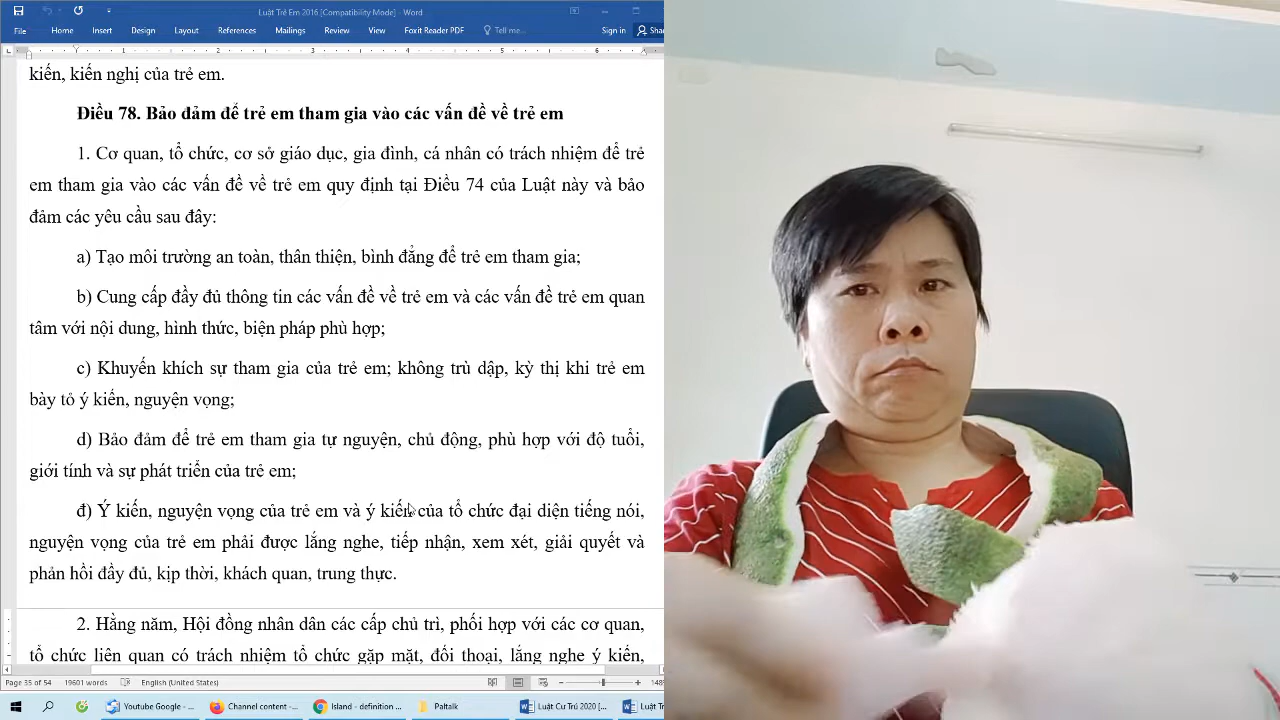 Luật Trẻ Em 2016 [Compatibility Mode] - Word
File Home Insert Design Layout References Mailings Review View Foxit Reader PDF Tell me... Sign in Shar
kiến, kiến nghị của trẻ em.
Điều 78. Bảo đảm để trẻ em tham gia vào các vấn đề về trẻ em
1. Cơ quan, tổ chức, cơ sở giáo dục, gia đình, cá nhân có trách nhiệm để trẻ
em tham gia vào các vấn đề về trẻ em quy định tại Điều 74 của Luật này và bảo
đảm các yêu cầu sau đây:
a) Tạo môi trường an toàn, thân thiện, bình đẳng để trẻ em tham gia;
b) Cung cấp đầy đủ thông tin các vấn đề về trẻ em và các vấn đề trẻ em quan
tâm với nội dung, hình thức, biện pháp phù hợp;
c) Khuyến khích sự tham gia của trẻ em; không trù dập, kỳ thị khi trẻ em
bày tỏ ý kiến, nguyện vọng;
d) Bảo đảm để trẻ em tham gia tự nguyện, chủ động, phù hợp với độ tuổi,
giới tính và sự phát triển của trẻ em;
đ) Ý kiến, nguyện vọng của trẻ em và ý kiến của tổ chức đại diện tiếng nói,
nguyện vọng của trẻ em phải được lắng nghe, tiếp nhận, xem xét, giải quyết và
phản hồi đầy đủ, kịp thời, khách quan, trung thực.
2. Hằng năm, Hội đồng nhân dân các cấp chủ trì, phối hợp với các cơ quan,
tổ chức liên quan có trách nhiệm tổ chức gặp mặt, đối thoại, lắng nghe ý kiến,
Page 35 of 54 19601 words English (United States) 148
Youtube Google - ... Channel content - ... Island - definition ... Paltalk Luật Cư Trú 2020 [... Luật Tr